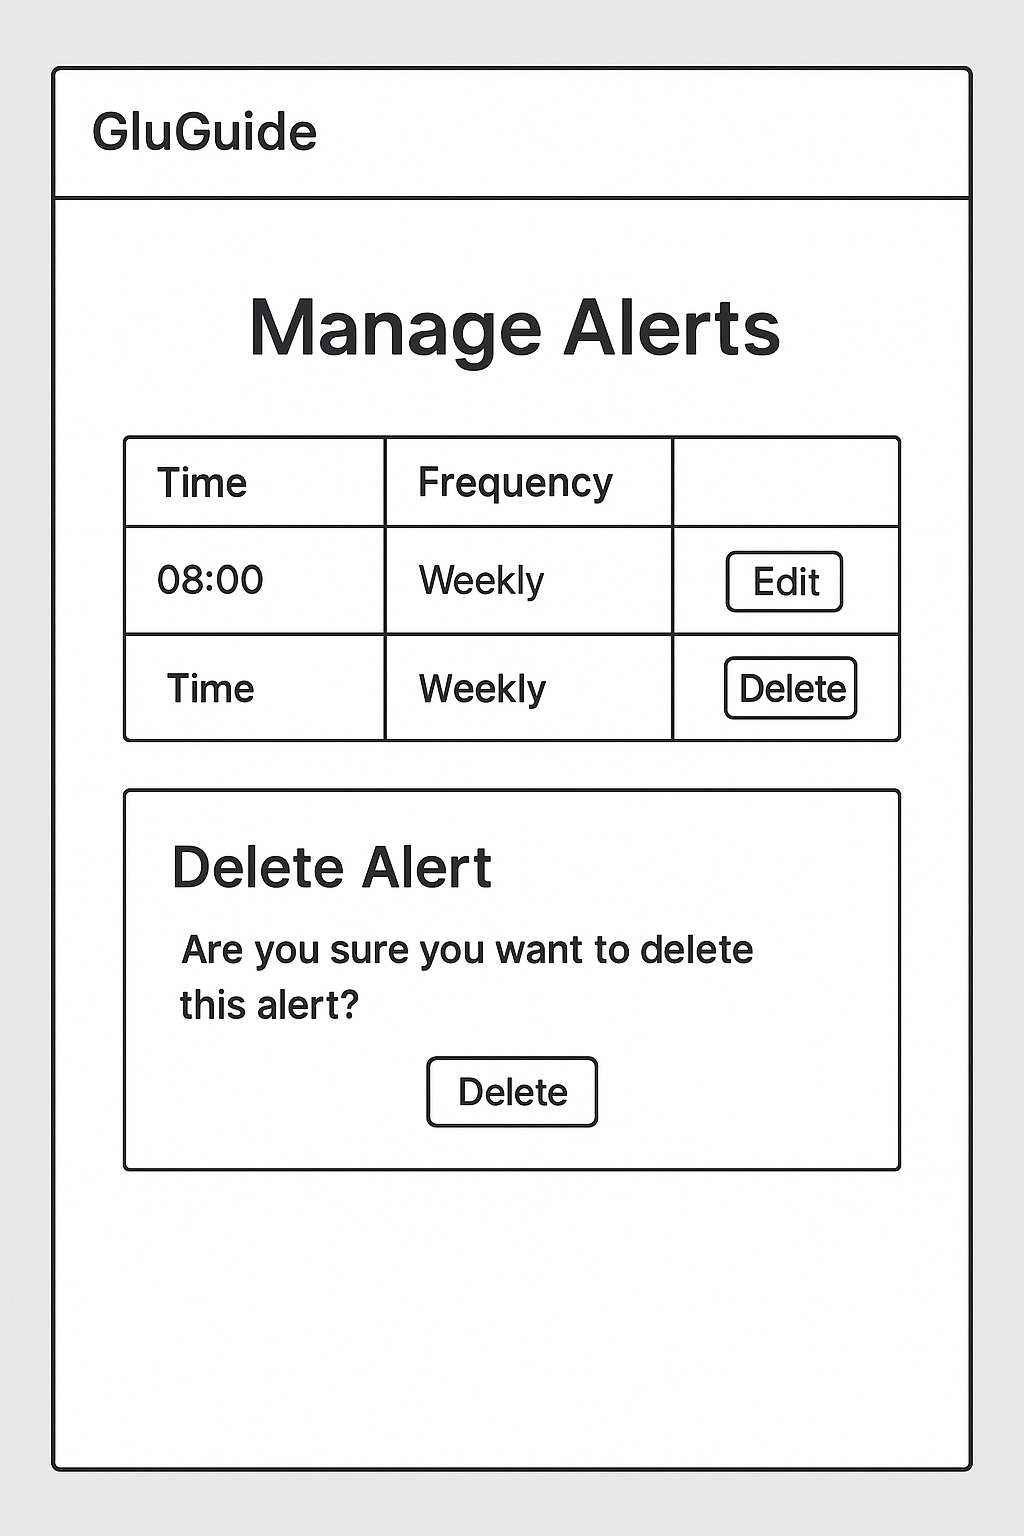 GluGuide
Manage Alerts
Time Frequency
08:00 Weekly Edit
Time Weekly Delete
Delete Alert
Are you sure you want to delete
this alert?
Delete